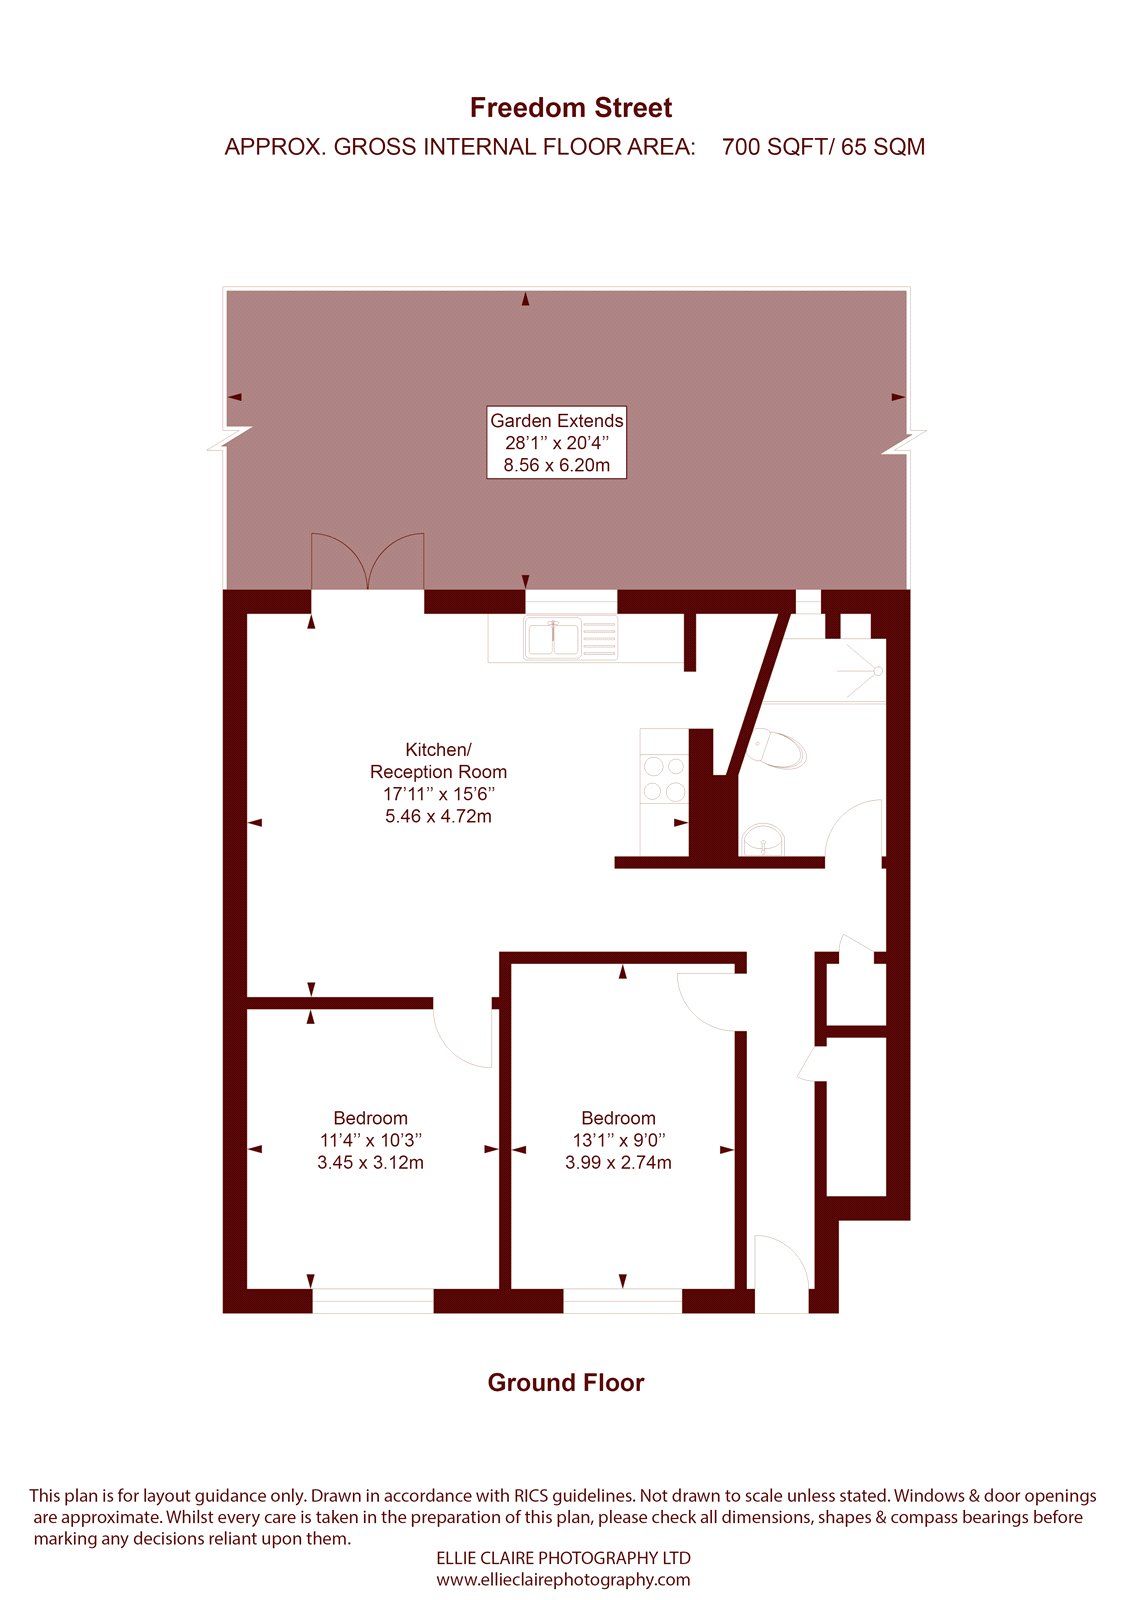 Freedom Street
APPROX. GROSS INTERNAL FLOOR AREA: 700 SQFT/ 65 SQM
Garden Extends
28'1'' x 20'4''
8.56 x 6.20m
Kitchen/
Reception Room
17'11'' x 15'6''
5.46 x 4.72m
Bedroom
11'4'' x 10'3''
3.45 x 3.12m
Bedroom
13'1'' x 9'0''
3.99 x 2.74m
Ground Floor
This plan is for layout guidance only. Drawn in accordance with RICS guidelines. Not drawn to scale unless stated. Windows & door openings
are approximate. Whilst every care is taken in the preparation of this plan, please check all dimensions, shapes & compass bearings before
marking any decisions reliant upon them.
ELLIE CLAIRE PHOTOGRAPHY LTD
www.ellieclairephotography.com